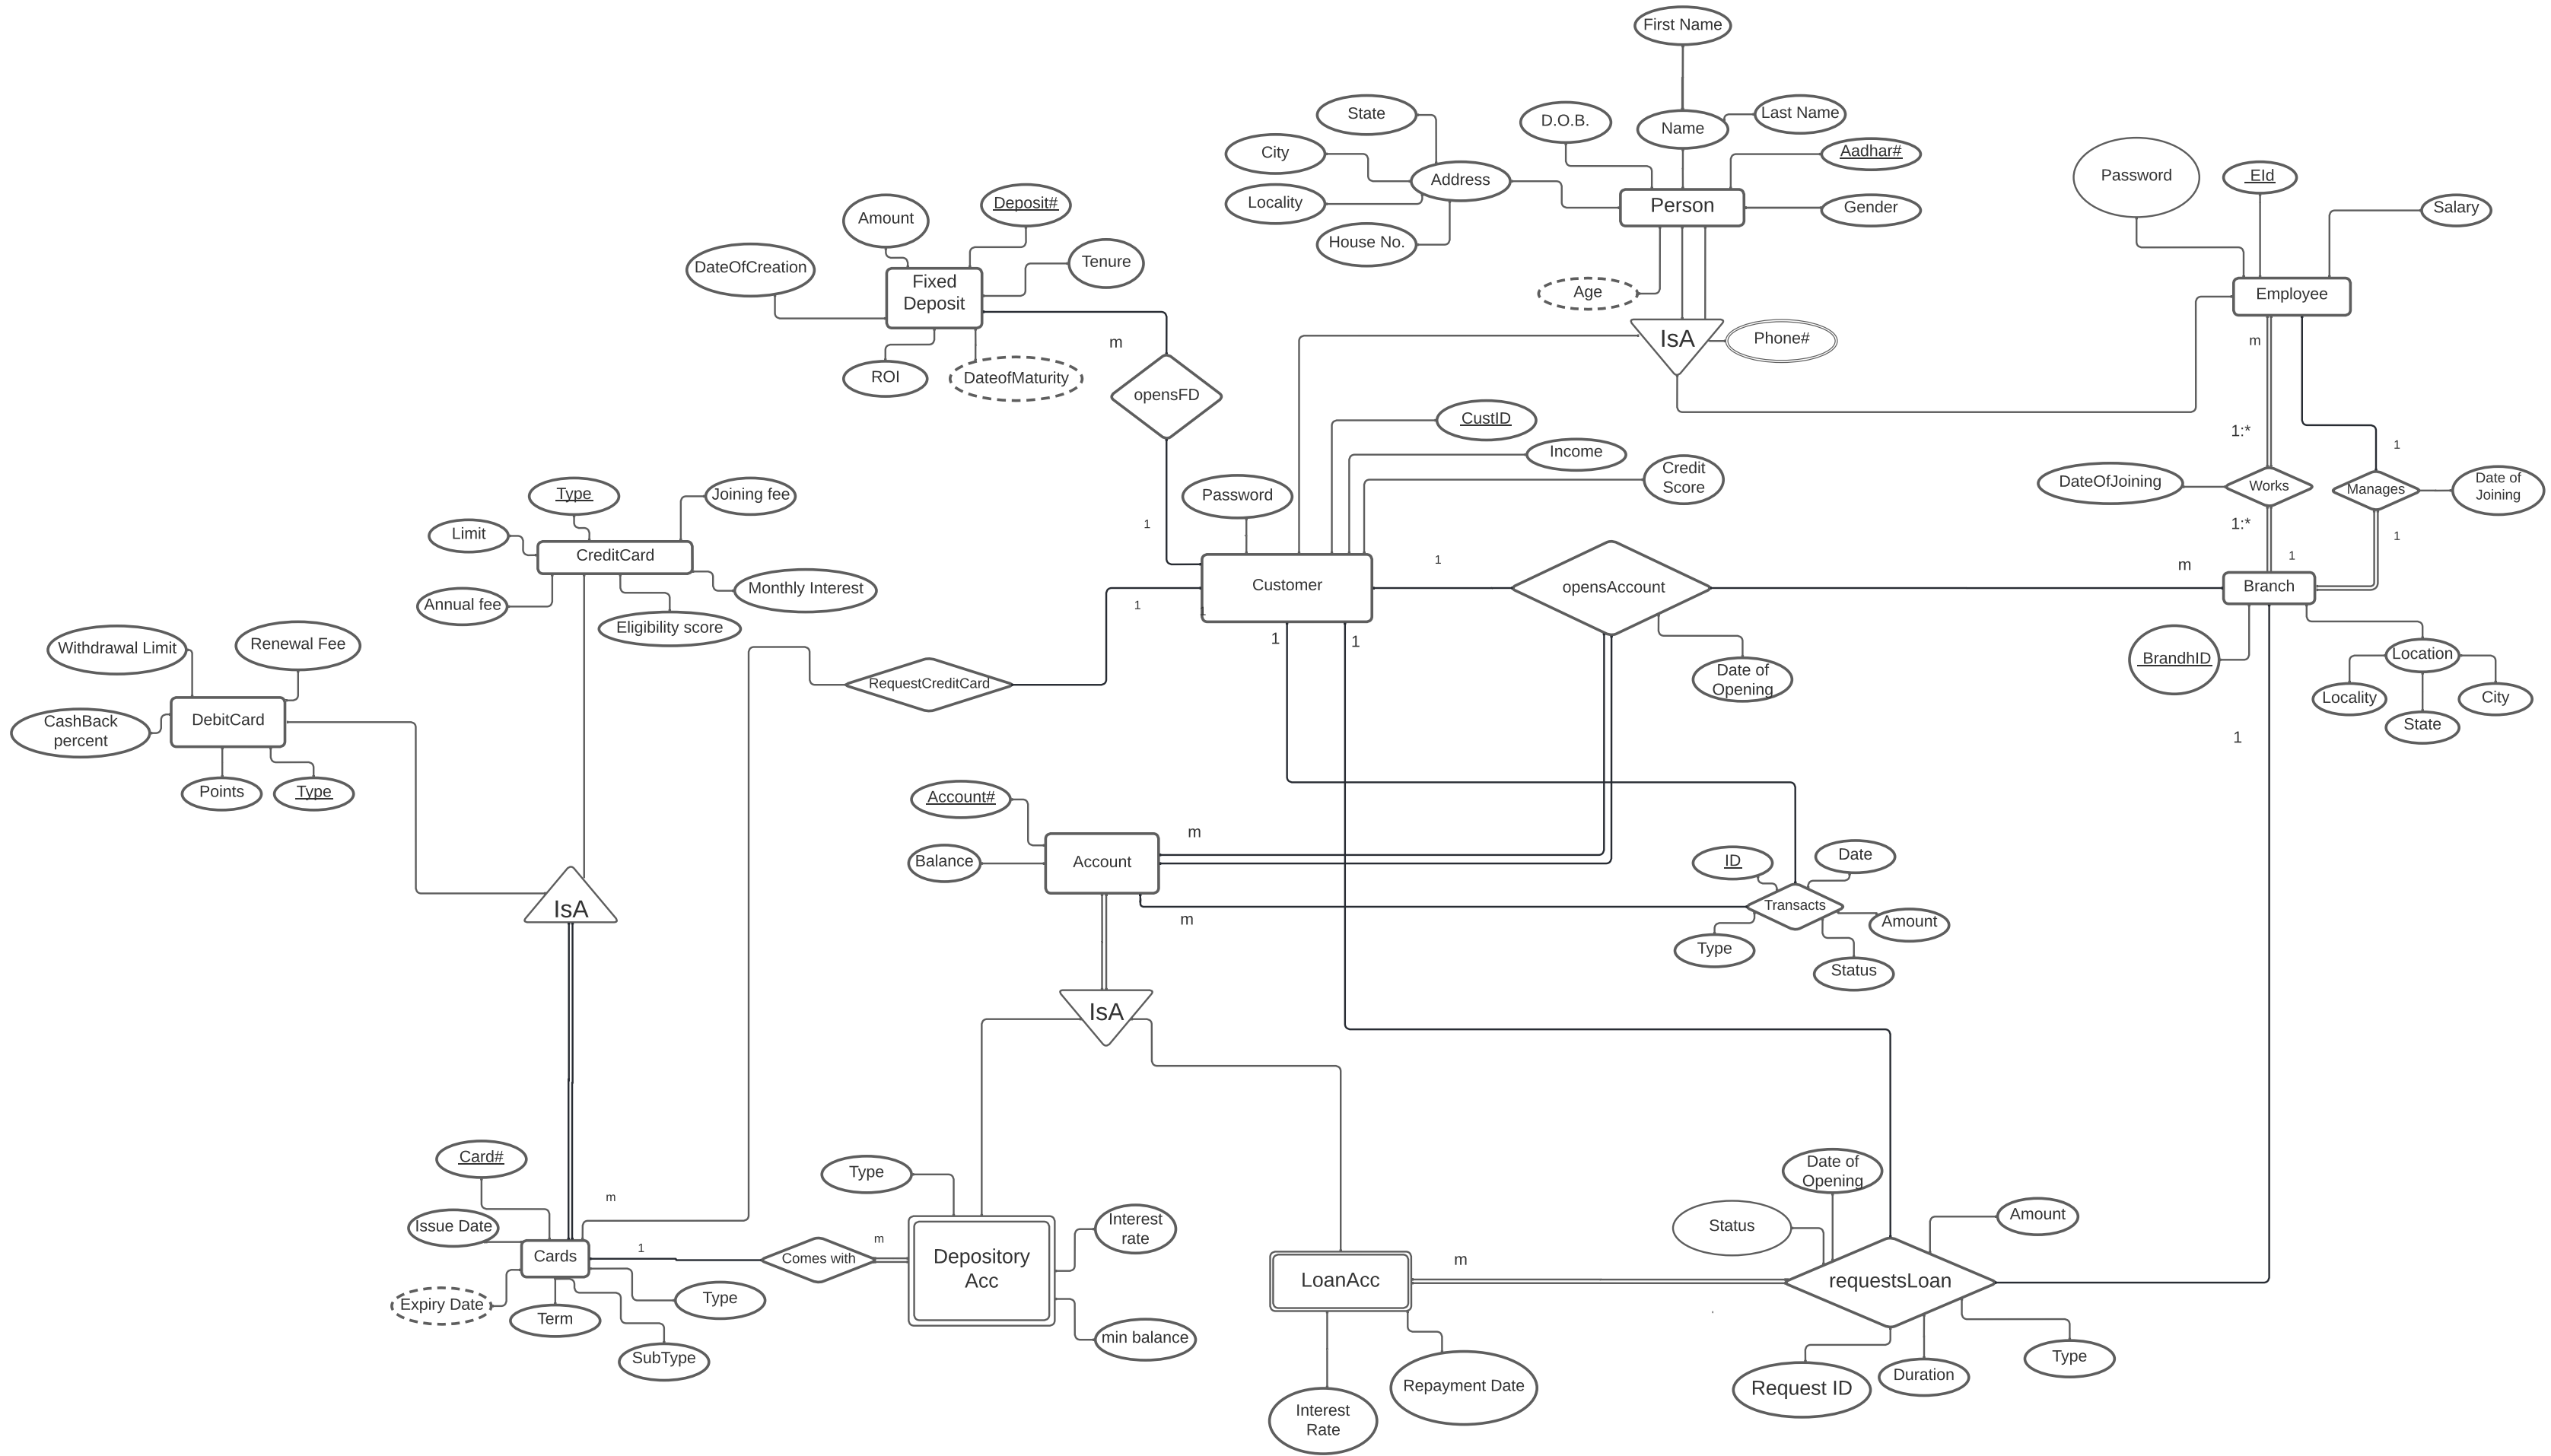 First Name
State
D.O.B.
Name
Last Name
City
Aadhar#
Address
Password
EId
Locality
Person
Gender
Salary
Amount
Deposit#
House No.
DateOfCreation
Tenure
Fixed
Deposit
Age
Employee
m
IsA
Phone#
m
ROI
DateofMaturity
opensFD
CustID
1:*
1
Income
Credit
Score
Type
Joining fee
Password
DateOfJoining
Works
Manages
Date of
Joining
Limit
1
1:*
1
CreditCard
1
1
m
Customer
opensAccount
Branch
Monthly Interest
Annual fee
1
1
Eligibility score
Withdrawal Limit
Renewal Fee
1
1
Date of
Opening
BrandhID
Location
RequestCreditCard
Locality
City
State
DebitCard
CashBack
percent
1
Points
Type
Account#
m
Balance
Account
ID
Date
IsA
m
Transacts
Amount
Type
Status
IsA
Card#
Type
Date of
Opening
m
Issue Date
Interest
rate
Status
Amount
Cards
1
Comes with
m
Depository
Acc
LoanAcc
m
requestsLoan
Expiry Date
Term
Type
min balance
SubType
Type
Interest
Rate
Repayment Date
Request ID
Duration